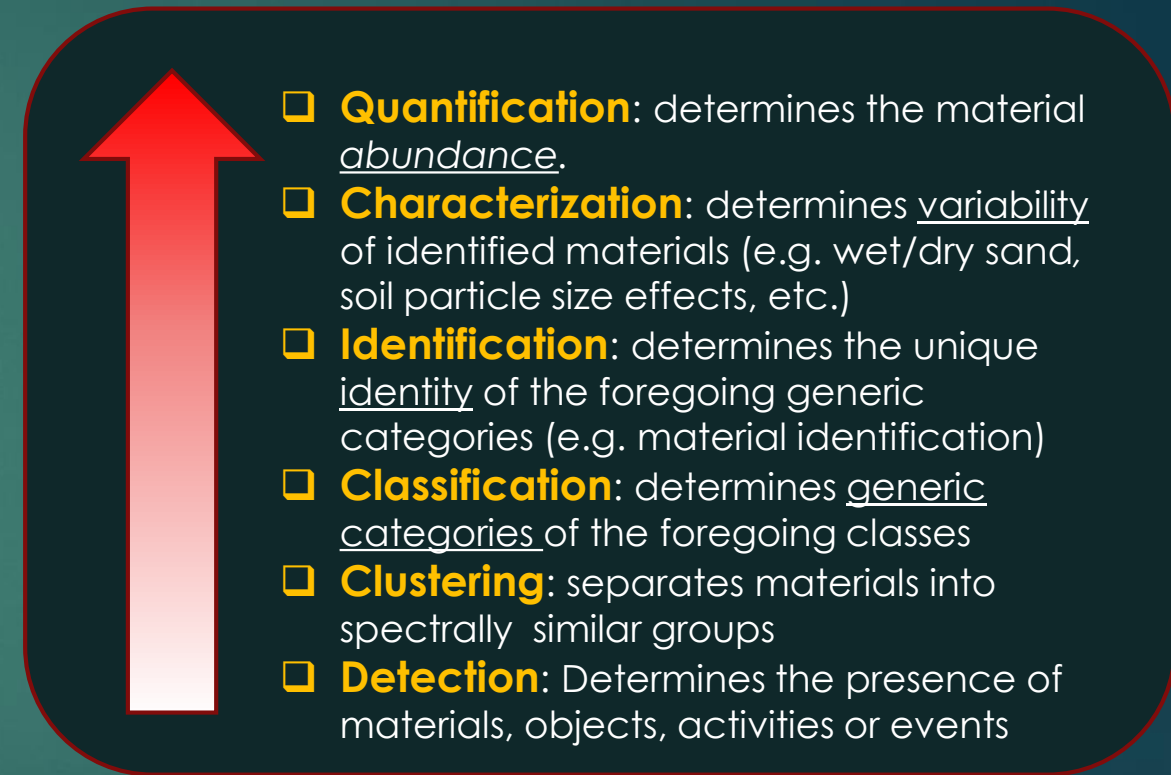 ❑ Quantification: determines the material
abundance.
❑ Characterization: determines variability
of identified materials (e.g. wet/dry sand,
soil particle size effects, etc.)
❑ Identification: determines the unique
identity of the foregoing generic
categories (e.g. material identification)
❑ Classification: determines generic
categories of the foregoing classes
❑ Clustering: separates materials into
spectrally  similar groups
❑ Detection: Determines the presence of
materials, objects, activities or events